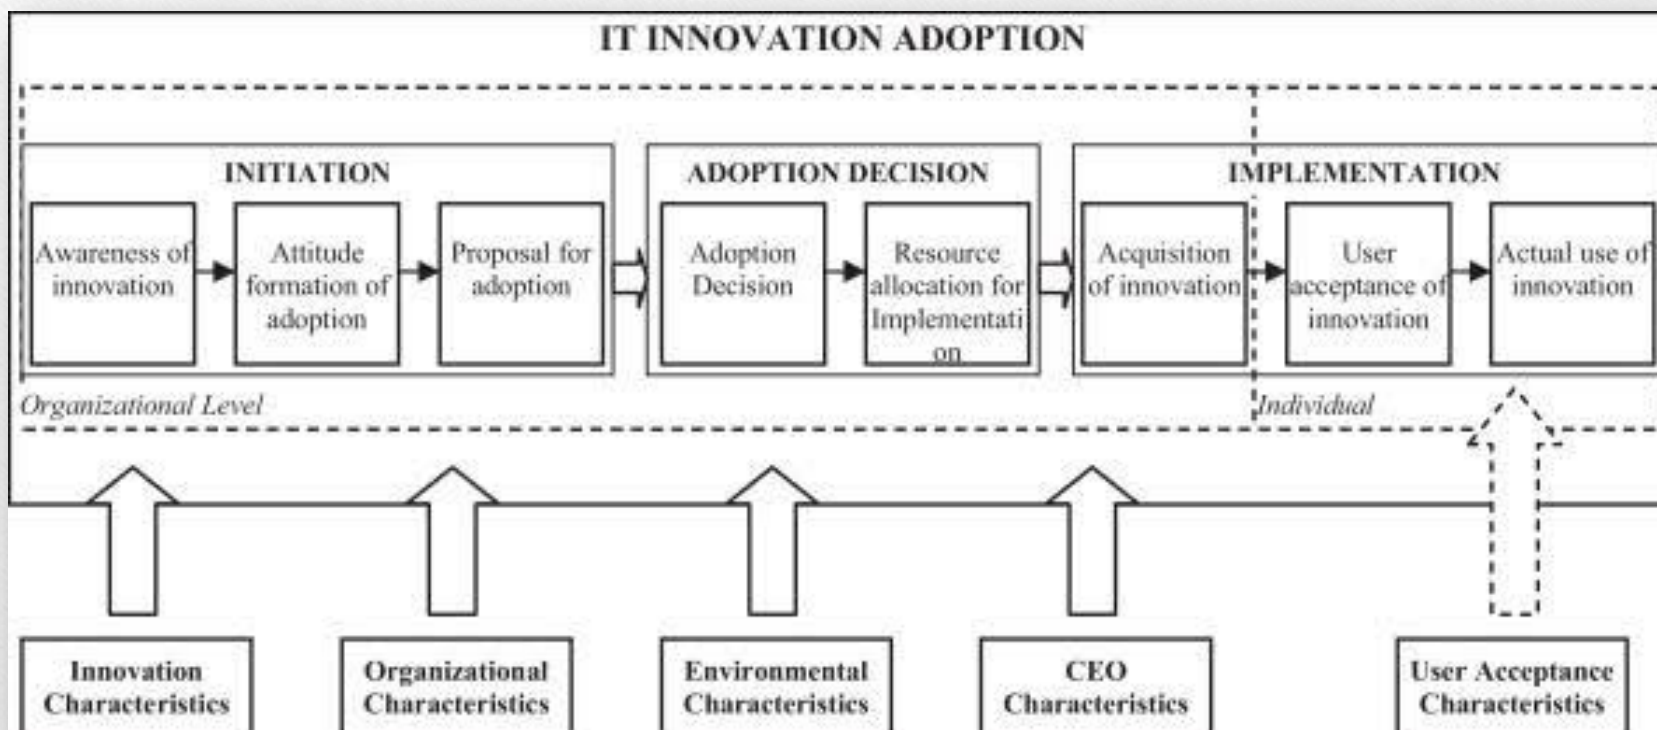 IT INNOVATION ADOPTION
INITIATION
Awareness of
innovation
Attitude
formation of
adoption
Proposal for
adoption
ADOPTION DECISION
Adoption
Decision
Resource
allocation for
Implementati
on
IMPLEMENTATION
Acquisition
of innovation
User
acceptance of
innovation
Actual use of
innovation
Organizational Level
Individual
Innovation
Characteristics
Organizational
Characteristics
Environmental
Characteristics
CEO
Characteristics
User Acceptance
Characteristics